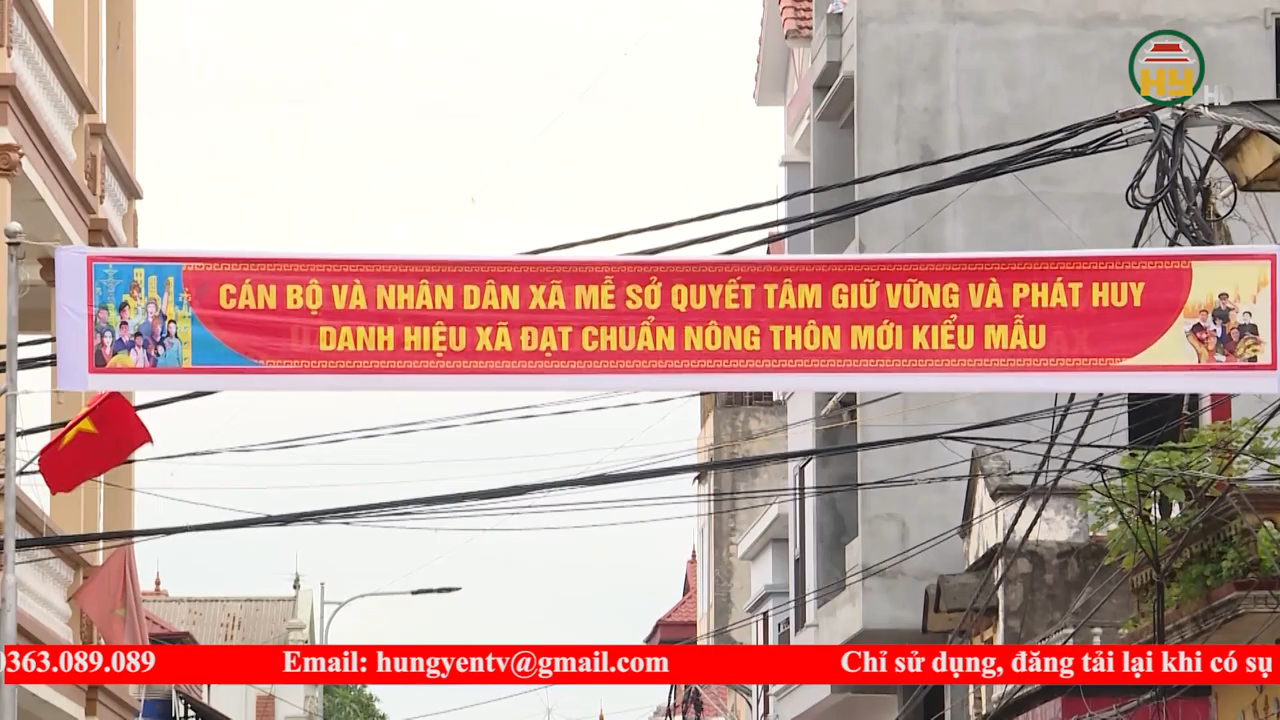 HY
HD
CÁN BỘ VÀ NHÂN DÂN XÃ MỄ SỞ QUYẾT TÂM GIỮ VỮNG VÀ PHÁT HUY
DANH HIỆU XÃ ĐẠT CHUẨN NÔNG THÔN MỚI KIỂU MẪU
0363.089.089 Email: hungyentv@gmail.com Chỉ sử dụng, đăng tải lại khi có sự